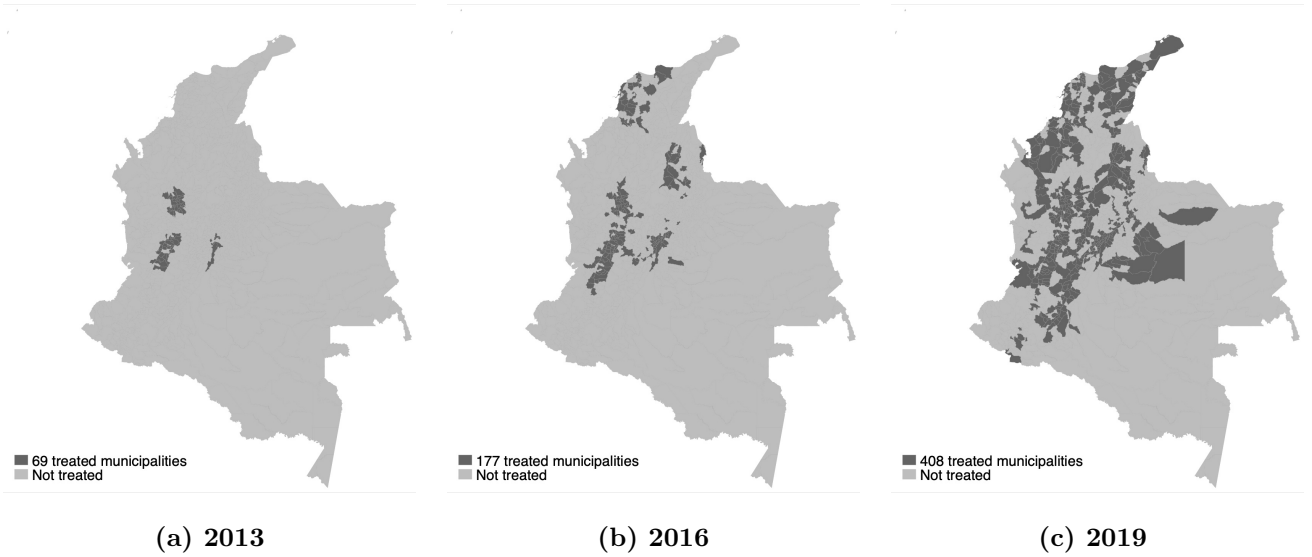 69 treated municipalities
Not treated
(a) 2013
177 treated municipalities
Not treated
(b) 2016
408 treated municipalities
Not treated
(c) 2019